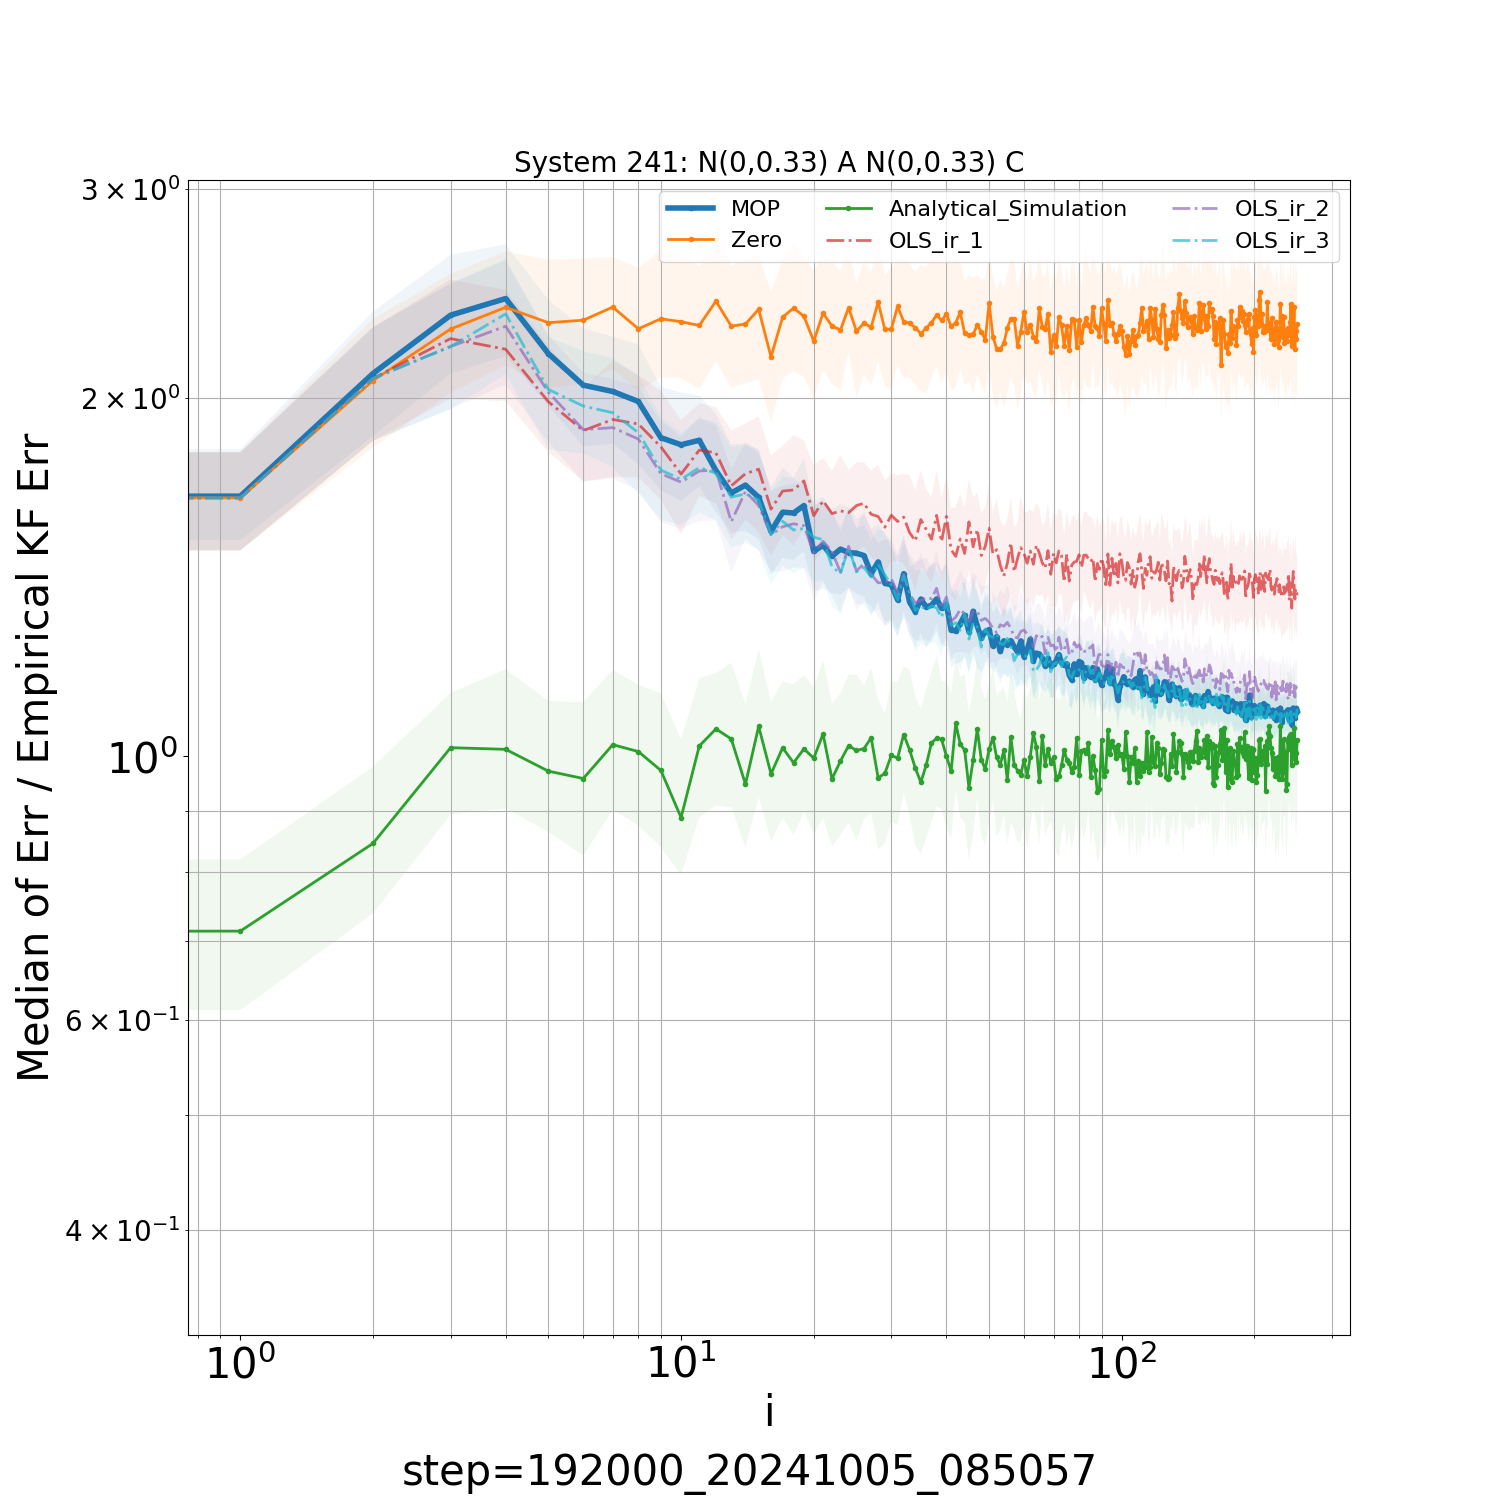 System 241: N(0,0.33) A N(0,0.33) C
MOP
Zero
Analytical_Simulation
OLS_ir_1
OLS_ir_2
OLS_ir_3
Median of Err / Empirical KF Err
3 × 10⁰
2 × 10⁰
10⁰
6 × 10⁻¹
4 × 10⁻¹
10⁰
10¹
10²
i
step=192000_20241005_085057